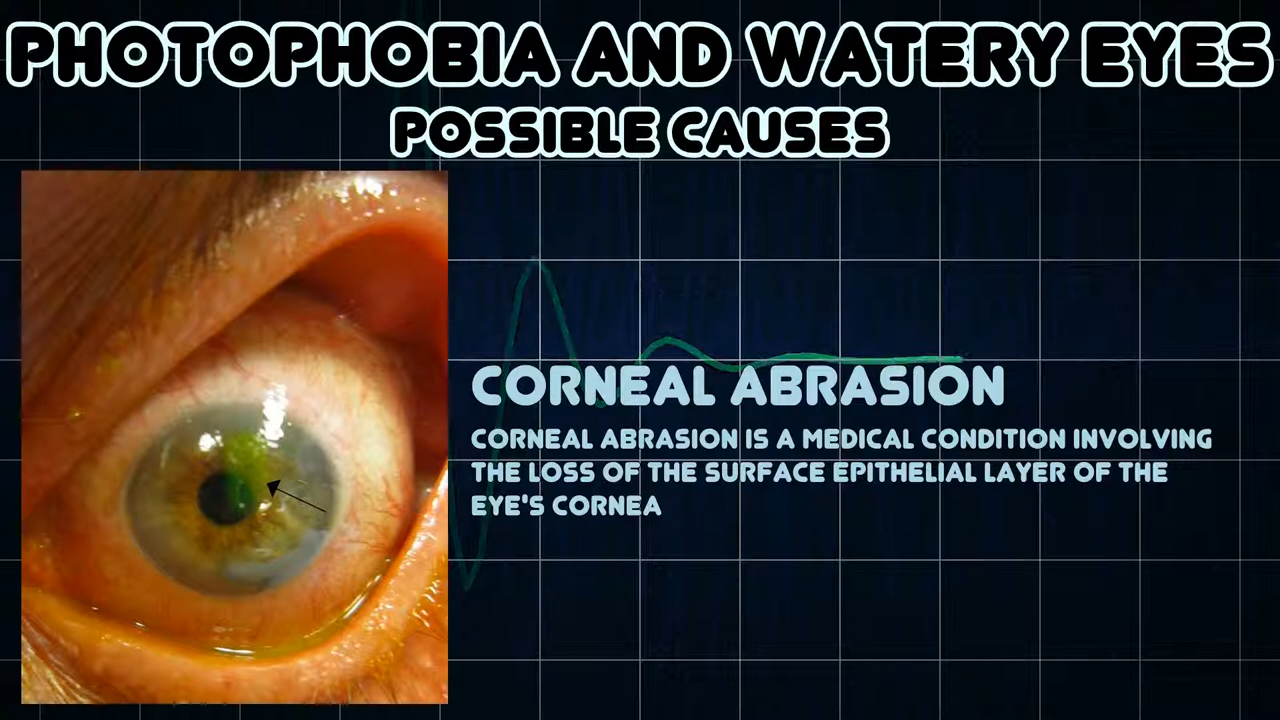 PHOTOPHOBIA AND WATERY EYES
POSSIBLE CAUSES
CORNEAL ABRASION
CORNEAL ABRASION IS A MEDICAL CONDITION INVOLVING
THE LOSS OF THE SURFACE EPITHELIAL LAYER OF THE
EYE'S CORNEA